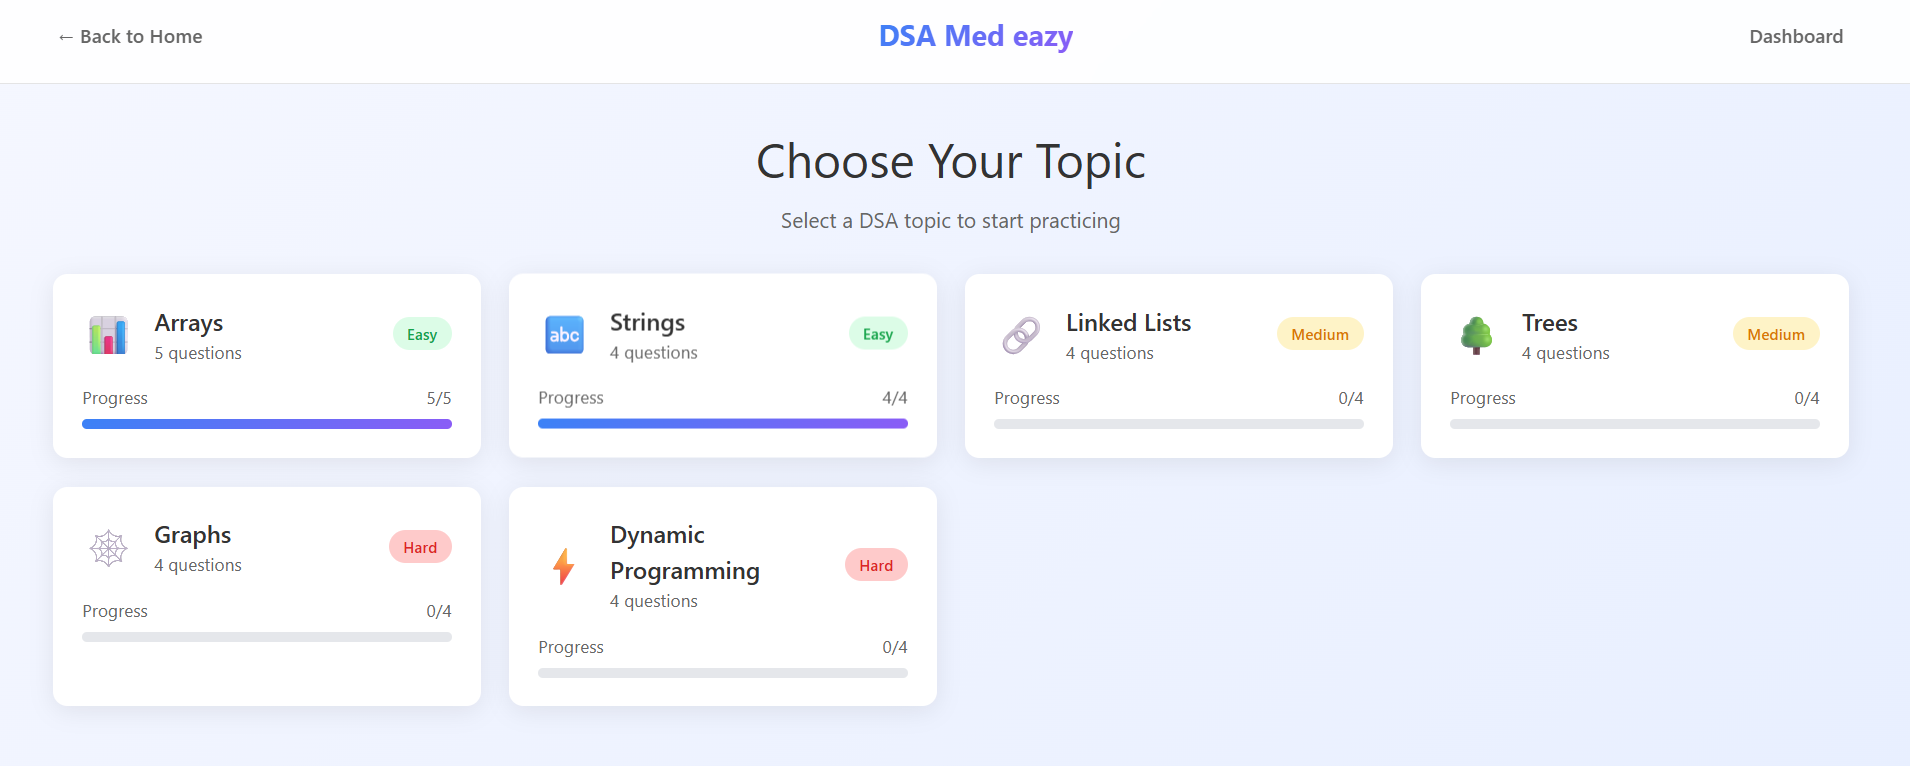 ← Back to Home
DSA Med eazy
Dashboard
Choose Your Topic
Select a DSA topic to start practicing
Arrays
5 questions
Easy
Progress
5/5
abc
Strings
4 questions
Easy
Progress
4/4
Linked Lists
4 questions
Medium
Progress
0/4
Trees
4 questions
Medium
Progress
0/4
Graphs
4 questions
Hard
Progress
0/4
Dynamic
Programming
4 questions
Hard
Progress
0/4